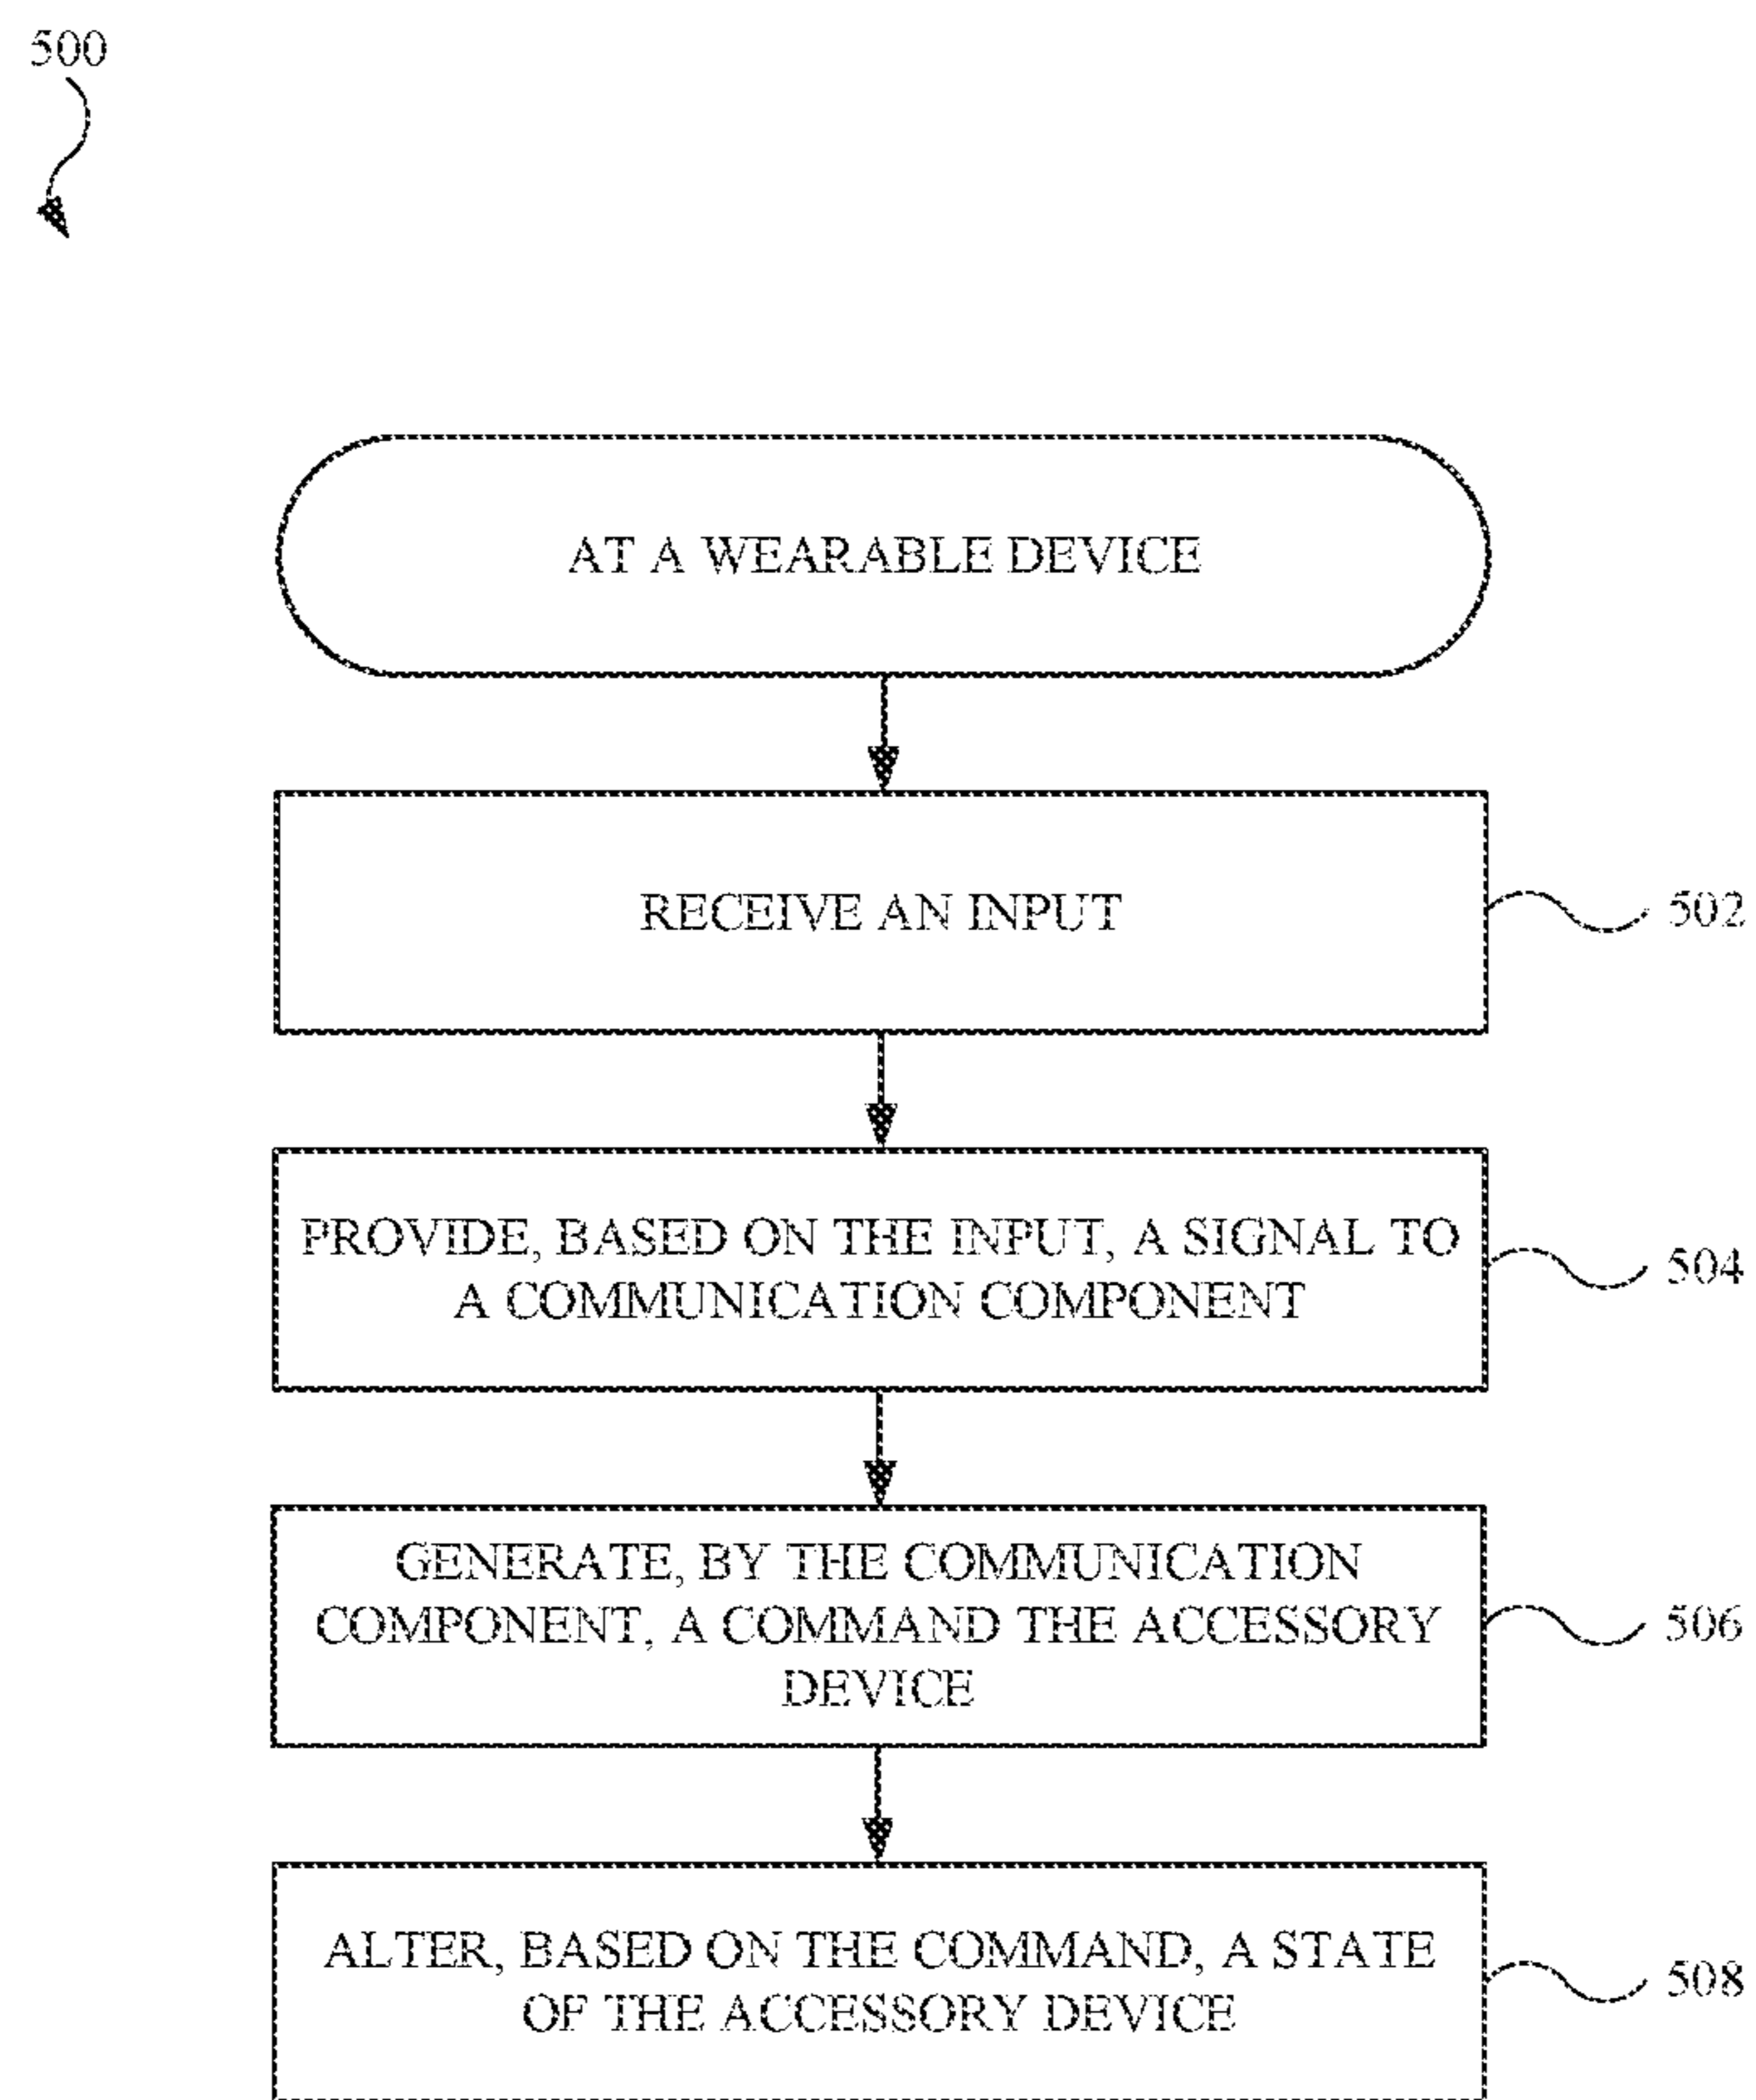 500
AT A WEARABLE DEVICE
RECEIVE AN INPUT
502
PROVIDE, BASED ON THE INPUT, A SIGNAL TO
A COMMUNICATION COMPONENT
504
GENERATE, BY THE COMMUNICATION
COMPONENT, A COMMAND THE ACCESSORY
DEVICE
506
ALTER, BASED ON THE COMMAND, A STATE
OF THE ACCESSORY DEVICE
508